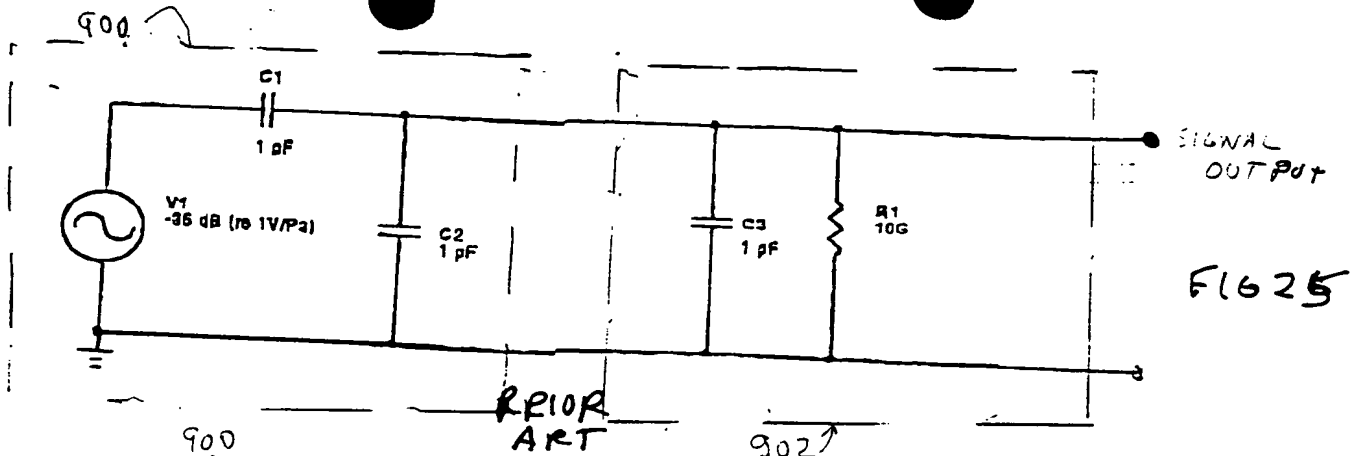 900
C1
1 pF
V1
-36 dB (re 1V/Pa)
C2
1 pF
C3
1 pF
R1
10G
SIGNAL
OUTPUT
FIG 25
PRIOR
ART
900
902